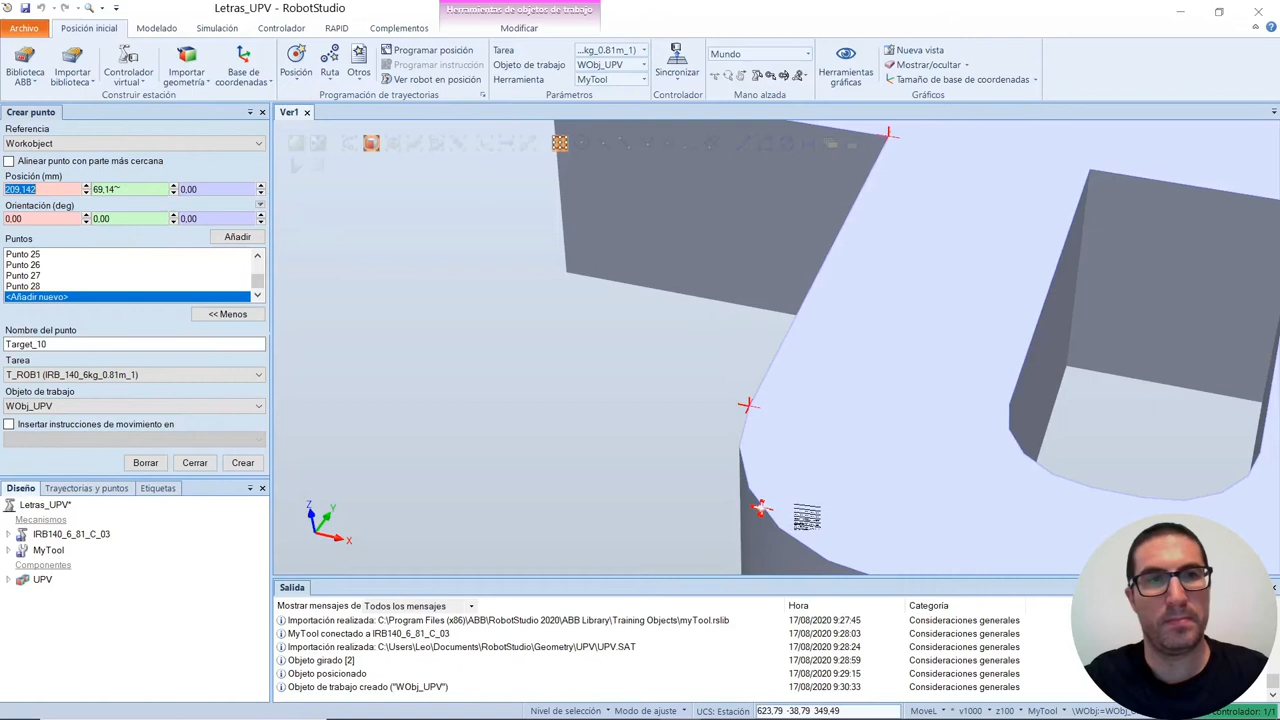 Letras_UPV - RobotStudio
Herramientas de objetos de trabajo
Archivo
Posición inicial
Modelado
Simulación
Controlador
RAPID
Complementos
Modificar
Biblioteca ABB
Importar biblioteca
Controlador virtual
Importar geometría
Base de coordenadas
Construir estación
Posición
Ruta
Otros
Programar posición
Programar instrucción
Ver robot en posición
Programación de trayectorias
Tarea
...kg_0.81m_1)
Objeto de trabajo
WObj_UPV
Herramienta
MyTool
Parámetros
Sincronizar
Controlador
Mundo
Mano alzada
Herramientas gráficas
Nueva vista
Mostrar/ocultar
Tamaño de base de coordenadas
Gráficos
Crear punto
Ver1
Referencia
Workobject
Alinear punto con parte más cercana
Posición (mm)
209,142
69,14~
0,00
Orientación (deg)
0,00
0,00
0,00
Puntos
Añadir
Punto 25
Punto 26
Punto 27
Punto 28
<Añadir nuevo>
<< Menos
Nombre del punto
Target_10
Tarea
T_ROB1 (IRB_140_6kg_0.81m_1)
Objeto de trabajo
WObj_UPV
Insertar instrucciones de movimiento en
Borrar
Cerrar
Crear
Diseño
Trayectorias y puntos
Etiquetas
Letras_UPV*
Mecanismos
IRB140_6_81_C_03
MyTool
Componentes
UPV
Z
Y
X
Salida
Mostrar mensajes de Todos los mensajes
Hora
Categoría
Importación realizada: C:\Program Files (x86)\ABB\RobotStudio 2020\ABB Library\Training Objects\myTool.rslib
17/08/2020 9:27:45
Consideraciones generales
MyTool conectado a IRB140_6_81_C_03
17/08/2020 9:28:03
Consideraciones generales
Importación realizada: C:\Users\Leo\Documents\RobotStudio\Geometry\UPV\UPV.SAT
17/08/2020 9:28:59
Consideraciones generales
Objeto girado [2]
17/08/2020 9:28:59
Consideraciones generales
Objeto posicionado
17/08/2020 9:29:15
Consideraciones generales
Objeto de trabajo creado ("WObj_UPV")
17/08/2020 9:30:33
Consideraciones generales
Nivel de selección
Modo de ajuste
UCS: Estación
623,79 -38,79 349,49
MoveL * v1000 z100 MyTool \WObj:=WObj_
Controlador: 1/1